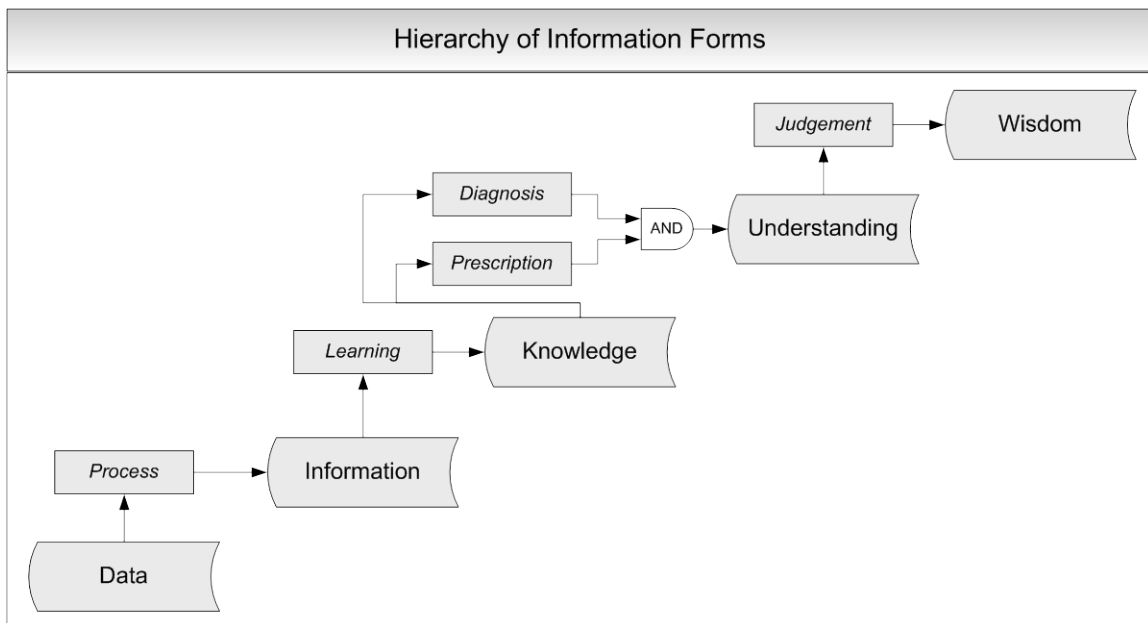 Hierarchy of Information Forms
Judgement
Wisdom
Diagnosis
AND
Understanding
Prescription
Learning
Knowledge
Process
Information
Data